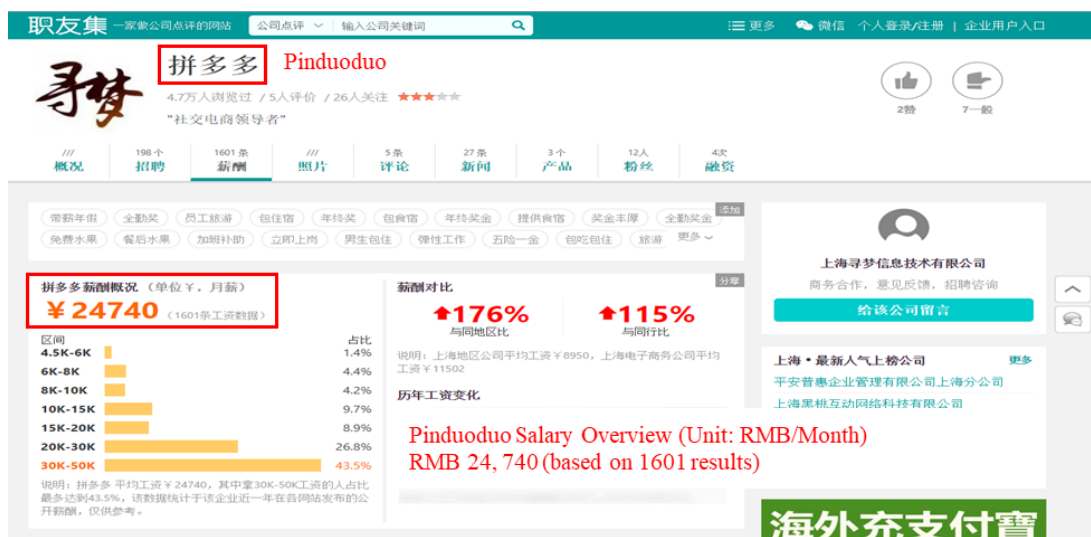 职友集 一家做公司点评的网站 公司点评 输入公司关键词 更多 微信 个人登录/注册 | 企业用户入口
寻梦
拼多多 Pinduoduo
4.7万人浏览过 / 5人评价 / 26人关注
"社交电商领导者"
2赞 7一般
/// 198个 1601条 /// 5条 27条 3个 12人 4次
概况 招聘 薪酬 照片 评论 新闻 产品 粉丝 融资
带薪年假 全勤奖 员工旅游 包住宿 年终奖 包食宿 年终奖金 提供食宿 奖金丰厚 全勤奖金 添加
免费水果 餐后水果 加班补助 立即上岗 男生包住 弹性工作 五险一金 包吃包住 旅游 更多
拼多多薪酬概况 (单位¥，月薪)
¥ 24740 (1601条工资数据)
区间 占比
4.5K-6K 1.4%
6K-8K 4.4%
8K-10K 4.2%
10K-15K 9.7%
15K-20K 8.9%
20K-30K 26.8%
30K-50K 43.5%
说明：拼多多 平均工资¥24740，其中拿30K-50K工资的人占比
最多达到43.5%，该数据统计于该企业近一年在各网站发布的公
开薪酬，仅供参考。
薪酬对比 分享
176% 115%
与同地区比 与同行比
说明：上海地区公司平均工资¥8950，上海电子商务公司平均
工资¥11502
历年工资变化
Pinduoduo Salary Overview (Unit: RMB/Month)
RMB 24, 740 (based on 1601 results)
上海寻梦信息技术有限公司
商务合作，意见反馈，招聘咨询
给该公司留言
上海 • 最新人气上榜公司 更多
平安普惠企业管理有限公司上海分公司
上海黑桃互动网络科技有限公司
海外充支付寶